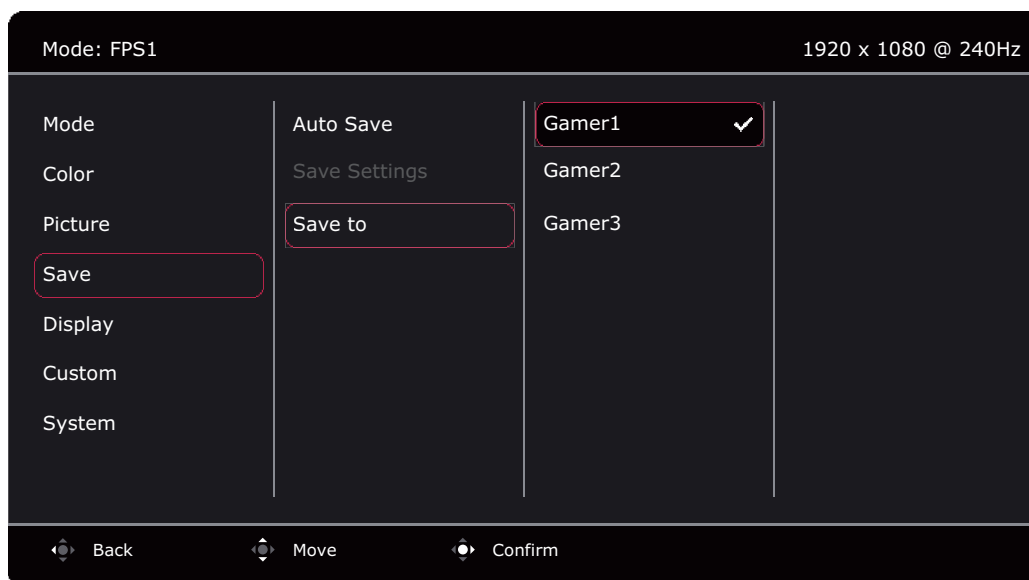 Mode: FPS1
1920 x 1080 @ 240Hz
Mode
Color
Picture
Save
Display
Custom
System
Auto Save
Save Settings
Save to
Gamer1
Gamer2
Gamer3
Back
Move
Confirm